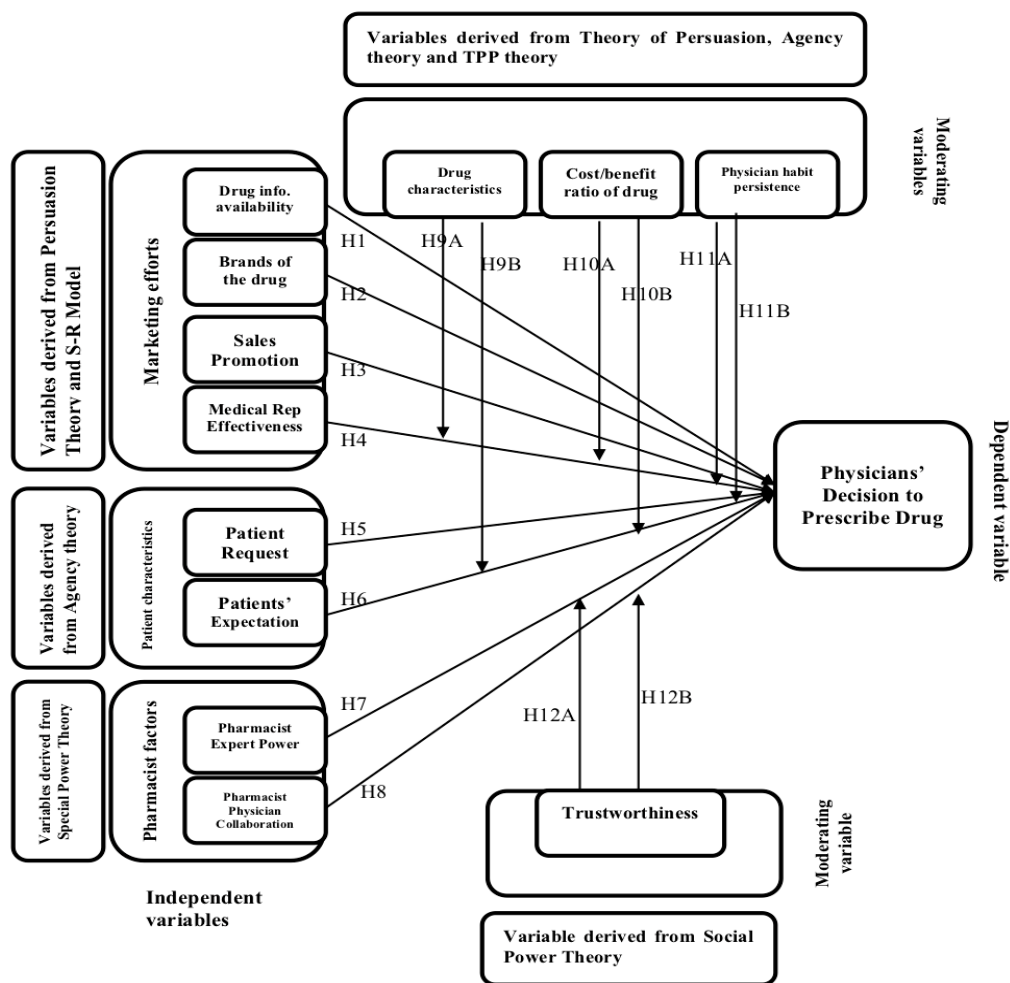 Variables derived from Theory of Persuasion, Agency
theory and TPP theory
Moderating
variables
Drug
characteristics
Cost/benefit
ratio of drug
Physician habit
persistence
Variables derived from Persuasion
Theory and S-R Model
Marketing efforts
Drug info.
availability
Brands of
the drug
Sales
Promotion
Medical Rep
Effectiveness
H1
H2
H3
H4
H9A
H9B
H10A
H10B
H11A
H11B
Physicians’
Decision to
Prescribe Drug
Dependent variable
Variables derived
from Agency theory
Patient characteristics
Patient
Request
Patients’
Expectation
H5
H6
Variables derived from
Special Power Theory
Pharmacist factors
Pharmacist
Expert Power
Pharmacist
Physician
Collaboration
H7
H8
H12A
H12B
Trustworthiness
Moderating
variable
Independent
variables
Variable derived from Social
Power Theory